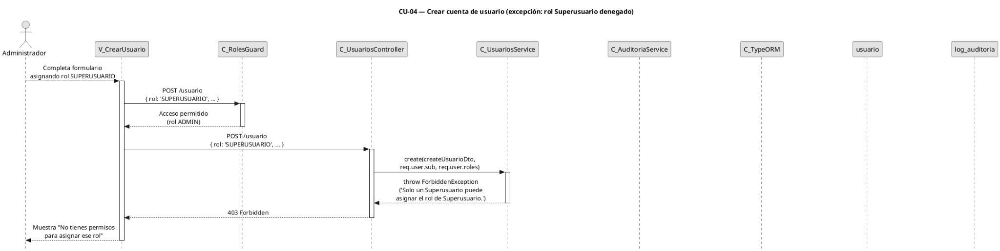 CU-04 — Crear cuenta de usuario (excepción: rol Superusuario denegado)
Administrador
V_CrearUsuario
C_RolesGuard
C_UsuariosController
C_UsuariosService
C_AuditoriaService
C_TypeORM
usuario
log_auditoria
Completa formulario
asignando rol SUPERUSUARIO
POST /usuario
{ rol: 'SUPERUSUARIO', ... }
Acceso permitido
(rol ADMIN)
POST /usuario
{ rol: 'SUPERUSUARIO', ... }
create(createUsuarioDto,
req.user.sub, req.user.roles)
throw ForbiddenException
('Solo un Superusuario puede
asignar el rol de Superusuario.')
403 Forbidden
Muestra "No tienes permisos
para asignar ese rol"